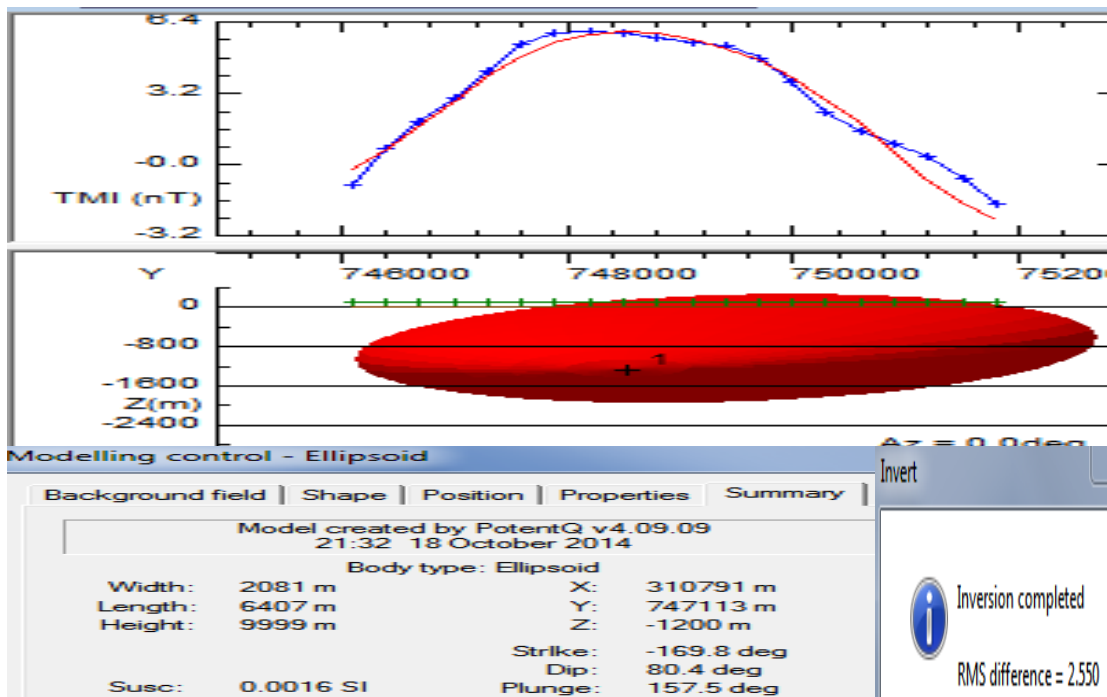 6.4
3.2
-0.0
TMI (nT)
-3.2
Y 746000 748000 750000 7520
0
-800
1
-1600
Z(m)
-2400
Az = 0.0deg
Modelling control - Ellipsoid
Background field Shape Position Properties Summary
Model created by PotentQ v4.09.09
21:32 18 October 2014
Body type: Ellipsoid
Width: 2081 m X: 310791 m
Length: 6407 m Y: 747113 m
Height: 9999 m Z: -1200 m
Strike: -169.8 deg
Dip: 80.4 deg
Susc: 0.0016 SI Plunge: 157.5 deg
Invert
Inversion completed
RMS difference = 2.550